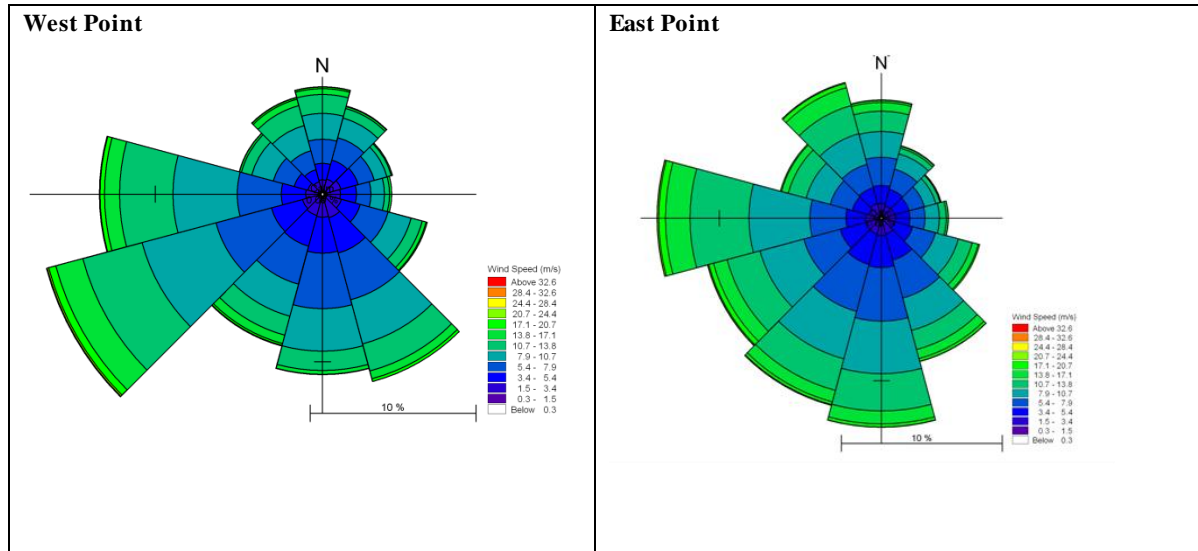 West Point
N
Wind Speed (m/s)
Above 32.6
28.4 - 32.6
24.4 - 28.4
20.7 - 24.4
17.1 - 20.7
13.8 - 17.1
10.7 - 13.8
7.9 - 10.7
5.4 - 7.9
3.4 - 5.4
1.5 - 3.4
0.3 - 1.5
Below 0.3
10 %
East Point
N
Wind Speed (m/s)
Above 32.6
28.4 - 32.6
24.4 - 28.4
20.7 - 24.4
17.1 - 20.7
13.8 - 17.1
10.7 - 13.8
7.9 - 10.7
5.4 - 7.9
3.4 - 5.4
1.5 - 3.4
0.3 - 1.5
Below 0.3
10 %